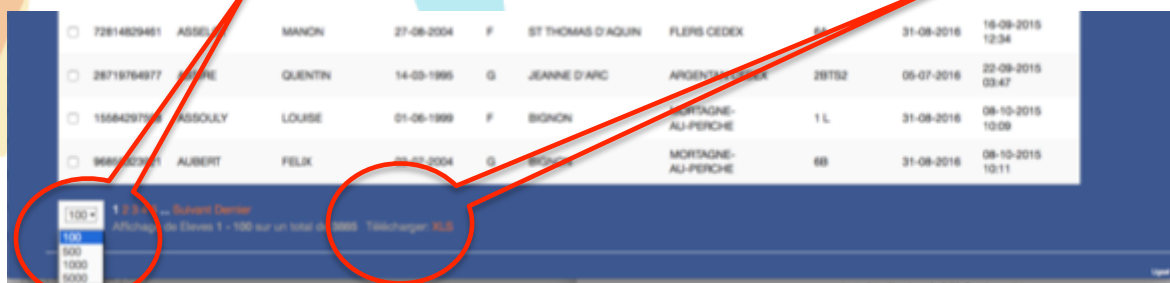 MANON 27-08-2004 F ST THOMAS D'AQUIN FLERS CEDEX 31-08-2016 16-09-2015 12:34
28719764977 QUENTIN 14-03-1995 G JEANNE D'ARC 2BTS2 05-07-2016 22-09-2015 03:47
ASSOULY LOUISE 01-06-1999 F BIGNON MORTAGNE-AU-PERCHE 1 L 31-08-2016 08-10-2015 10:09
AUBERT FELIX G BIGNON MORTAGNE-AU-PERCHE 6B 31-08-2016 08-10-2015 10:11
100 1 2 3 ... Suivant Dernier
Affichage de Eleves 1 - 100 sur un total de Télécharger: XLS
100
500
1000
5000